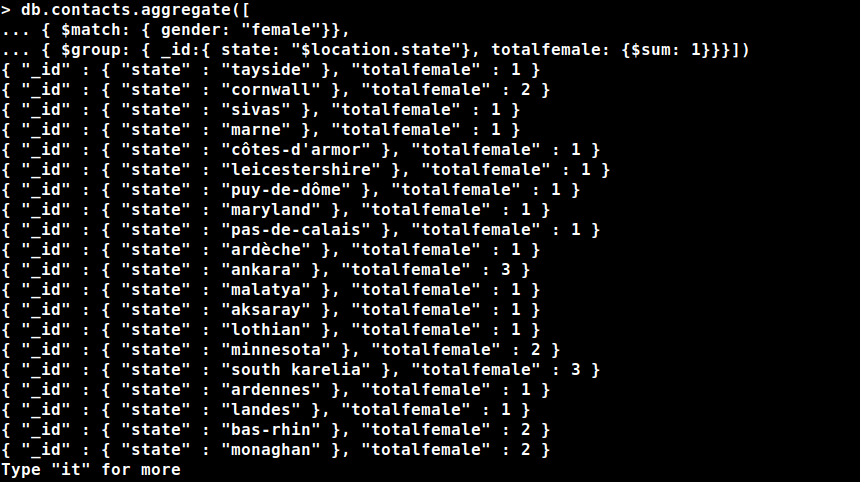 > db.contacts.aggregate([
... { $match: { gender: "female"}},
... { $group: { _id:{ state: "$location.state"}, totalfemale: {$sum: 1}}}])
{ "_id" : { "state" : "tayside" }, "totalfemale" : 1 }
{ "_id" : { "state" : "cornwall" }, "totalfemale" : 2 }
{ "_id" : { "state" : "sivas" }, "totalfemale" : 1 }
{ "_id" : { "state" : "marne" }, "totalfemale" : 1 }
{ "_id" : { "state" : "côtes-d'armor" }, "totalfemale" : 1 }
{ "_id" : { "state" : "leicestershire" }, "totalfemale" : 1 }
{ "_id" : { "state" : "puy-de-dôme" }, "totalfemale" : 1 }
{ "_id" : { "state" : "maryland" }, "totalfemale" : 1 }
{ "_id" : { "state" : "pas-de-calais" }, "totalfemale" : 1 }
{ "_id" : { "state" : "ardèche" }, "totalfemale" : 1 }
{ "_id" : { "state" : "ankara" }, "totalfemale" : 3 }
{ "_id" : { "state" : "malatya" }, "totalfemale" : 1 }
{ "_id" : { "state" : "aksaray" }, "totalfemale" : 1 }
{ "_id" : { "state" : "lothian" }, "totalfemale" : 1 }
{ "_id" : { "state" : "minnesota" }, "totalfemale" : 2 }
{ "_id" : { "state" : "south karelia" }, "totalfemale" : 3 }
{ "_id" : { "state" : "ardennes" }, "totalfemale" : 1 }
{ "_id" : { "state" : "landes" }, "totalfemale" : 1 }
{ "_id" : { "state" : "bas-rhin" }, "totalfemale" : 2 }
{ "_id" : { "state" : "monaghan" }, "totalfemale" : 2 }
Type "it" for more